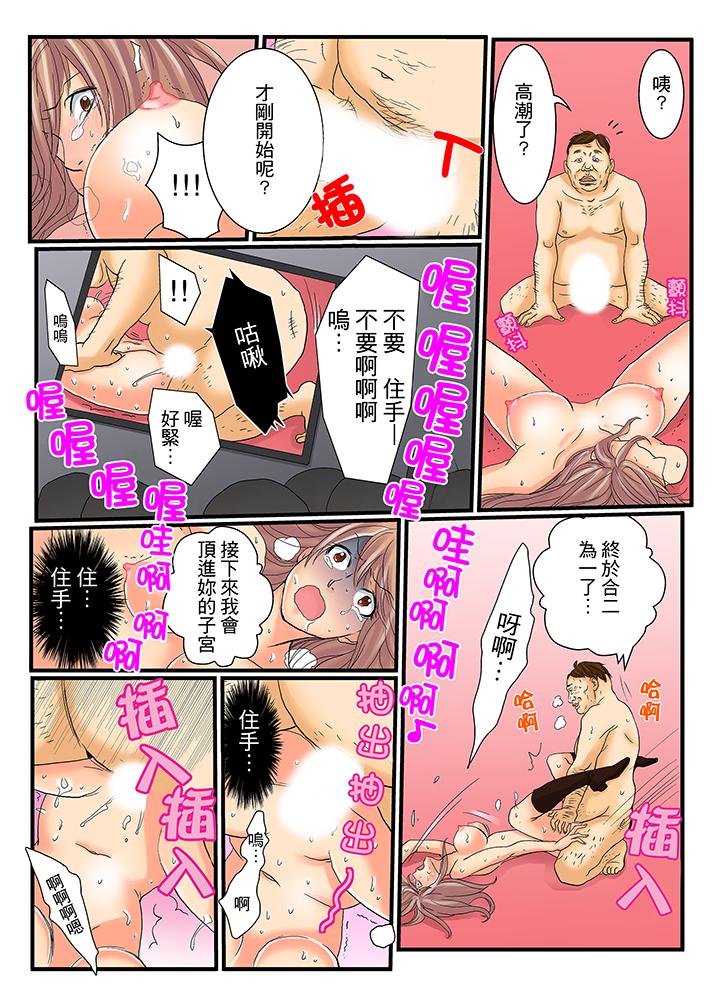 咦？
高潮了？
顫抖
顫抖
才剛開始呢？
插
入
!!!
不要　住手—
不要啊啊啊
嗚…
咕啾
!!
嗚嗚
喔
好緊…
喔喔喔喔喔
喔喔喔喔
哇啊啊啊
哇啊啊啊啊♪
終於合二
為一了…
呀啊…
哈啊
哈啊
插入
接下來我會
頂進妳的子宮
住…
住手…
抽出抽出
住手…
嗚…
啊
插入
插入
啊啊啊嗯